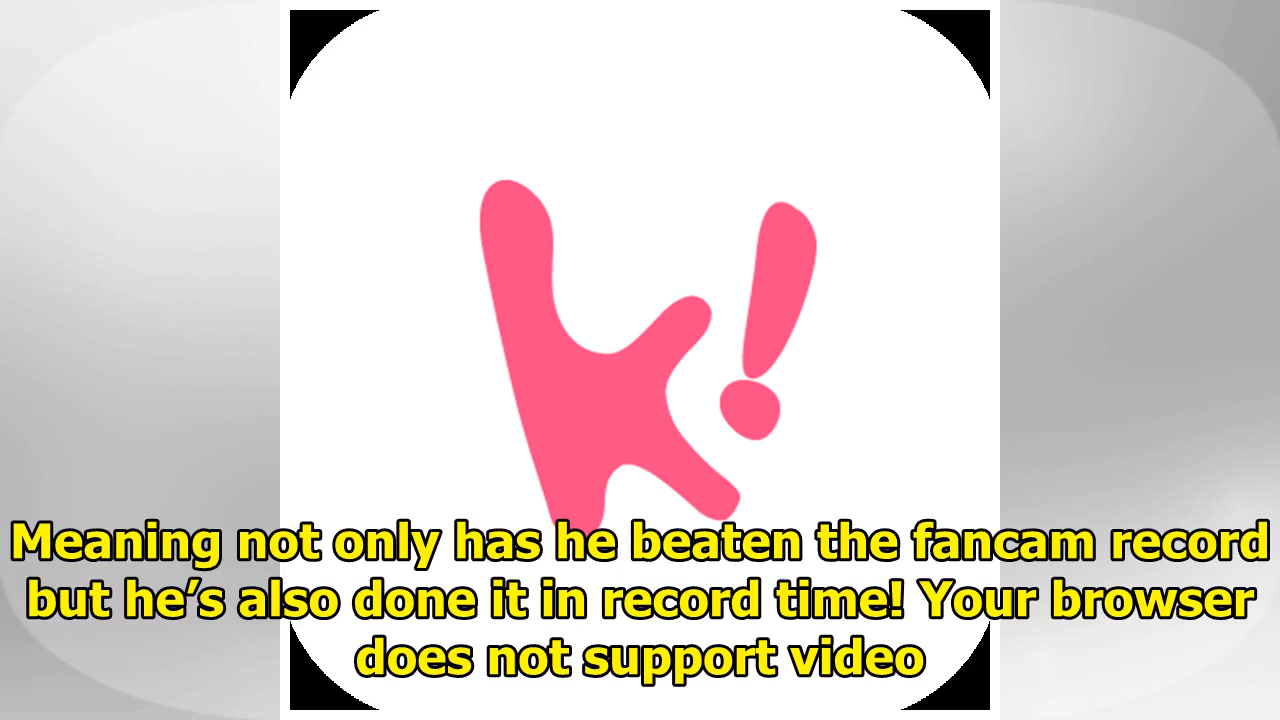 k!
Meaning not only has he beaten the fancam record
but he’s also done it in record time! Your browser
does not support video